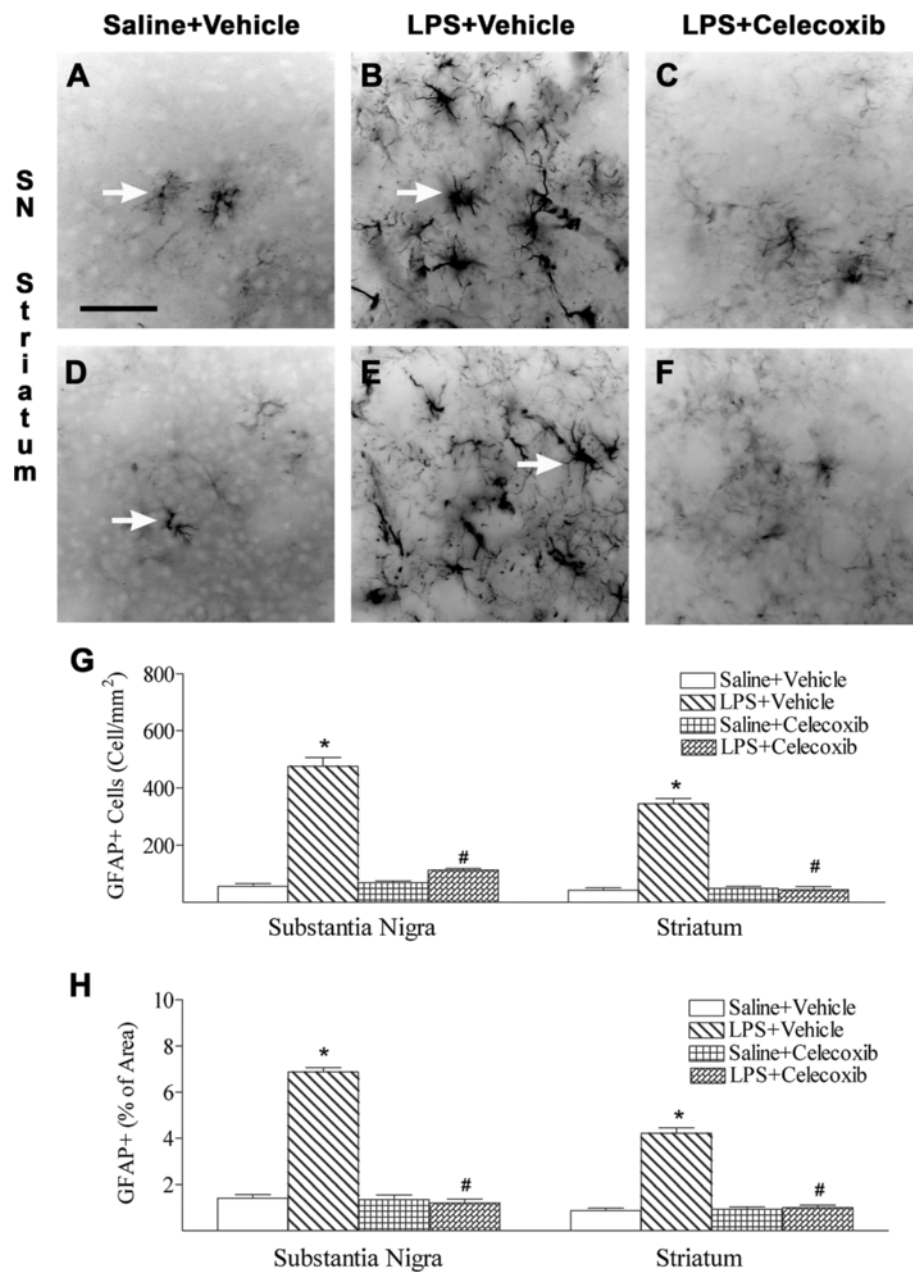 Saline+Vehicle LPS+Vehicle LPS+Celecoxib
A B C
SN
D E F
Striatum
G
GFAP+ Cells (Cell/mm²)
800
600
400
200
Saline+Vehicle
LPS+Vehicle
Saline+Celecoxib
LPS+Celecoxib
* # * #
Substantia Nigra Striatum
H
GFAP+ (% of Area)
10
8
6
4
2
Saline+Vehicle
LPS+Vehicle
Saline+Celecoxib
LPS+Celecoxib
* # * #
Substantia Nigra Striatum